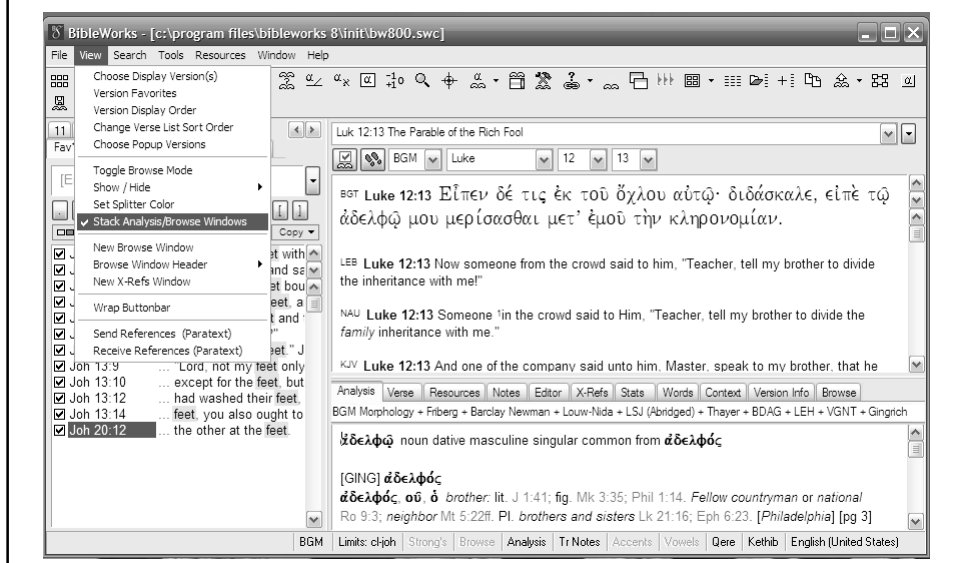 BibleWorks - [c:\program files\bibleworks 8\init\bw800.swc]
File View Search Tools Resources Window Help
Choose Display Version(s)
Version Favorites
Version Display Order
Change Verse List Sort Order
Choose Popup Versions
Toggle Browse Mode
Show / Hide
Set Splitter Color
Stack Analysis/Browse Windows
New Browse Window
Browse Window Header
New X-Refs Window
Wrap Buttonbar
Send References (Paratext)
Receive References (Paratext)
11
Fav
[E
Copy
et with
and sa
et bou
eet, a
t and
?"
eet." J
Joh 13:9 ... "Lord, not my feet only
Joh 13:10 ... except for the feet, but
Joh 13:12 ... had washed their feet,
Joh 13:14 ... feet, you also ought to
Joh 20:12 ... the other at the feet.
Luk 12:13 The Parable of the Rich Fool
BGM Luke 12 13
BGT Luke 12:13 Εἶπεν δέ τις ἐκ τοῦ ὄχλου αὐτῷ· διδάσκαλε, εἰπὲ τῷ
ἀδελφῷ μου μερίσασθαι μετ' ἐμοῦ τὴν κληρονομίαν.
LEB Luke 12:13 Now someone from the crowd said to him, "Teacher, tell my brother to divide
the inheritance with me!"
NAU Luke 12:13 Someone ¹in the crowd said to Him, "Teacher, tell my brother to divide the
family inheritance with me."
KJV Luke 12:13 And one of the company said unto him, Master, speak to my brother, that he
Analysis Verse Resources Notes Editor X-Refs Stats Words Context Version Info Browse
BGM Morphology + Friberg + Barclay Newman + Louw-Nida + LSJ (Abridged) + Thayer + BDAG + LEH + VGNT + Gingrich
ἀδελφῷ noun dative masculine singular common from ἀδελφός
[GING] ἀδελφός
ἀδελφός, οῦ, ὁ brother: lit. J 1:41; fig. Mk 3:35; Phil 1:14. Fellow countryman or national
Ro 9:3; neighbor Mt 5:22ff. Pl. brothers and sisters Lk 21:16; Eph 6:23. [Philadelphia] [pg 3]
BGM Limits: cl-joh Strong's Browse Analysis Tr Notes Accents Vowels Qere Kethib English (United States)